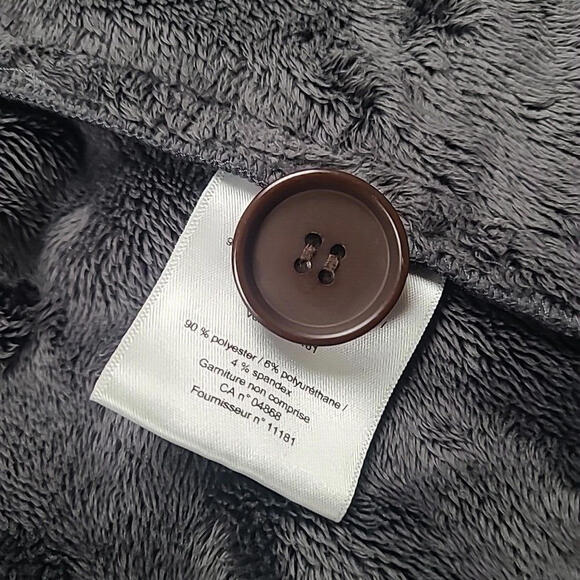 90 % polyester / 6% polyuréthane /
4 % spandex
Garniture non comprise
CA n° 04868
Fournisseur n° 11181